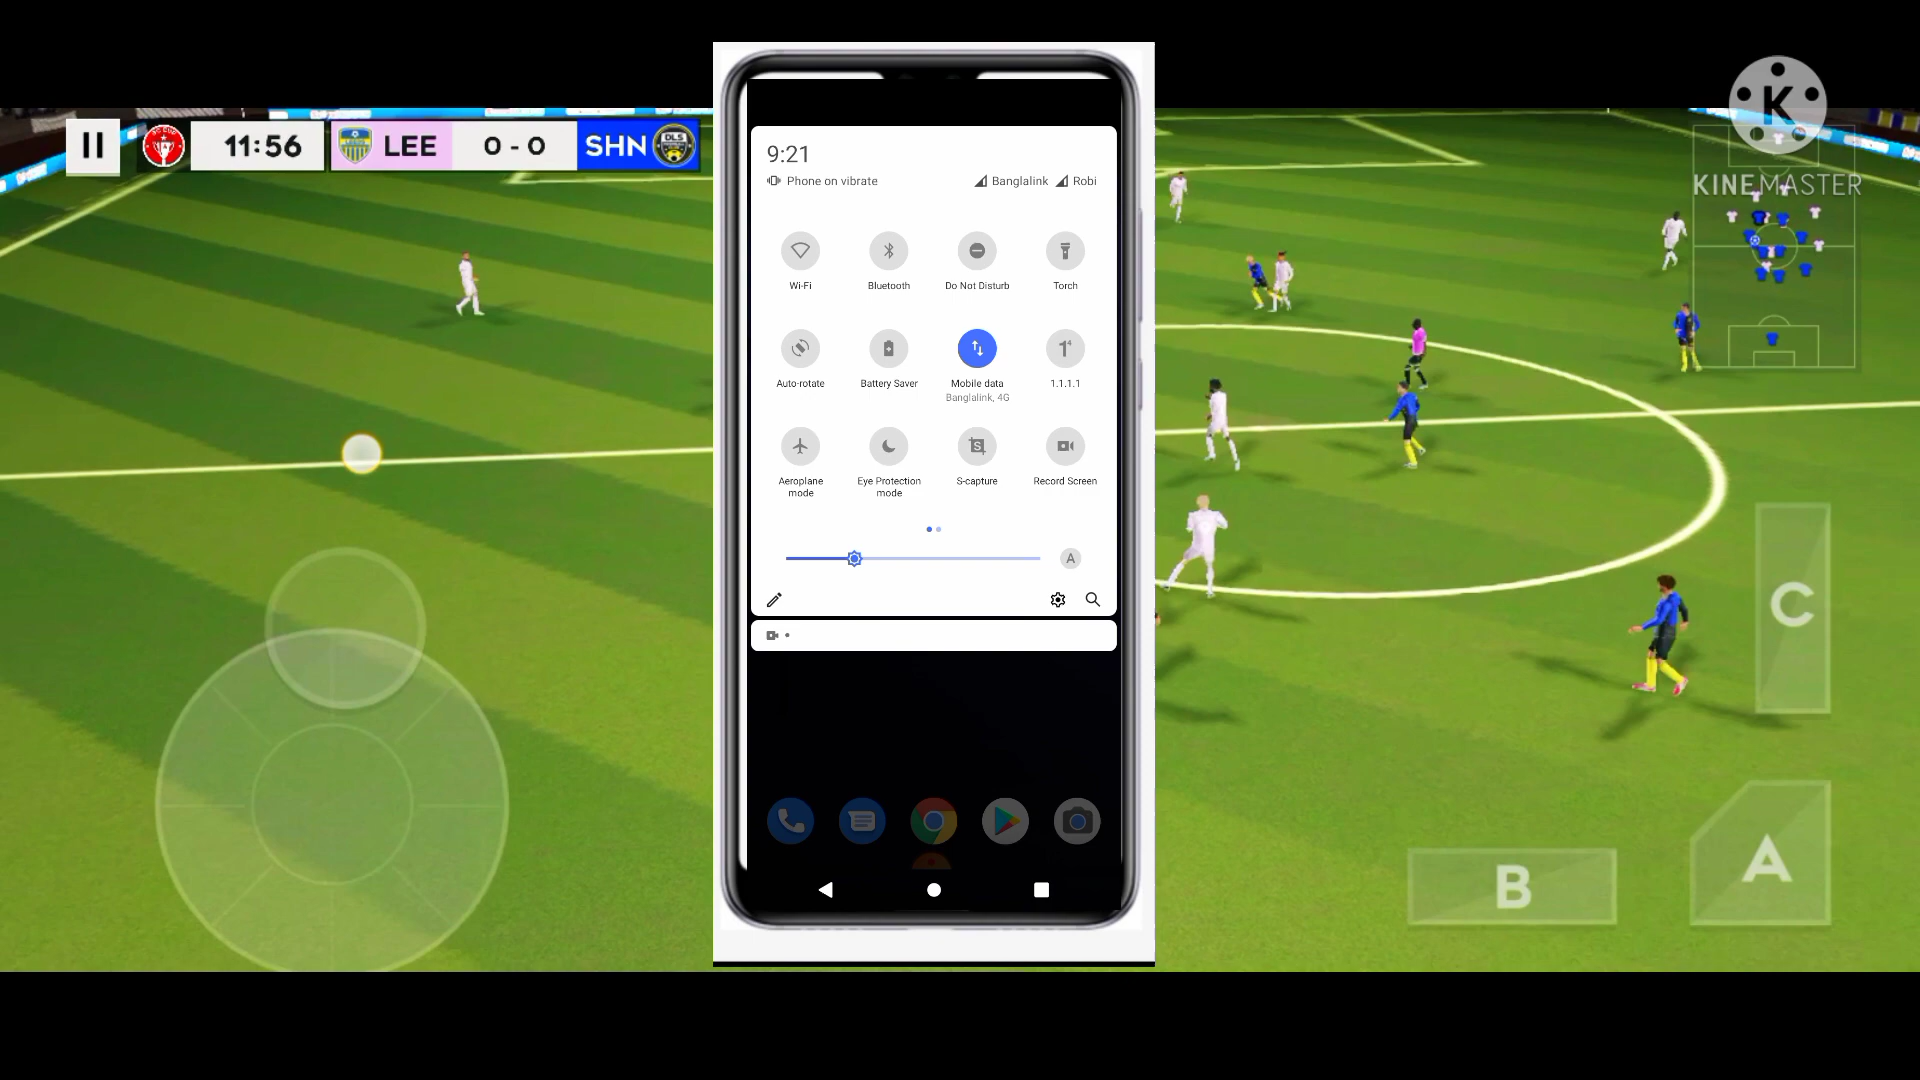 11:56 LEE 0 - 0 SHN
9:21
Phone on vibrate Banglalink Robi
Wi-Fi Bluetooth Do Not Disturb Torch
Auto-rotate Battery Saver Mobile data 1.1.1.1
Banglalink, 4G
Aeroplane mode Eye Protection mode S-capture Record Screen
A
K
KINEMASTER
C
B
A